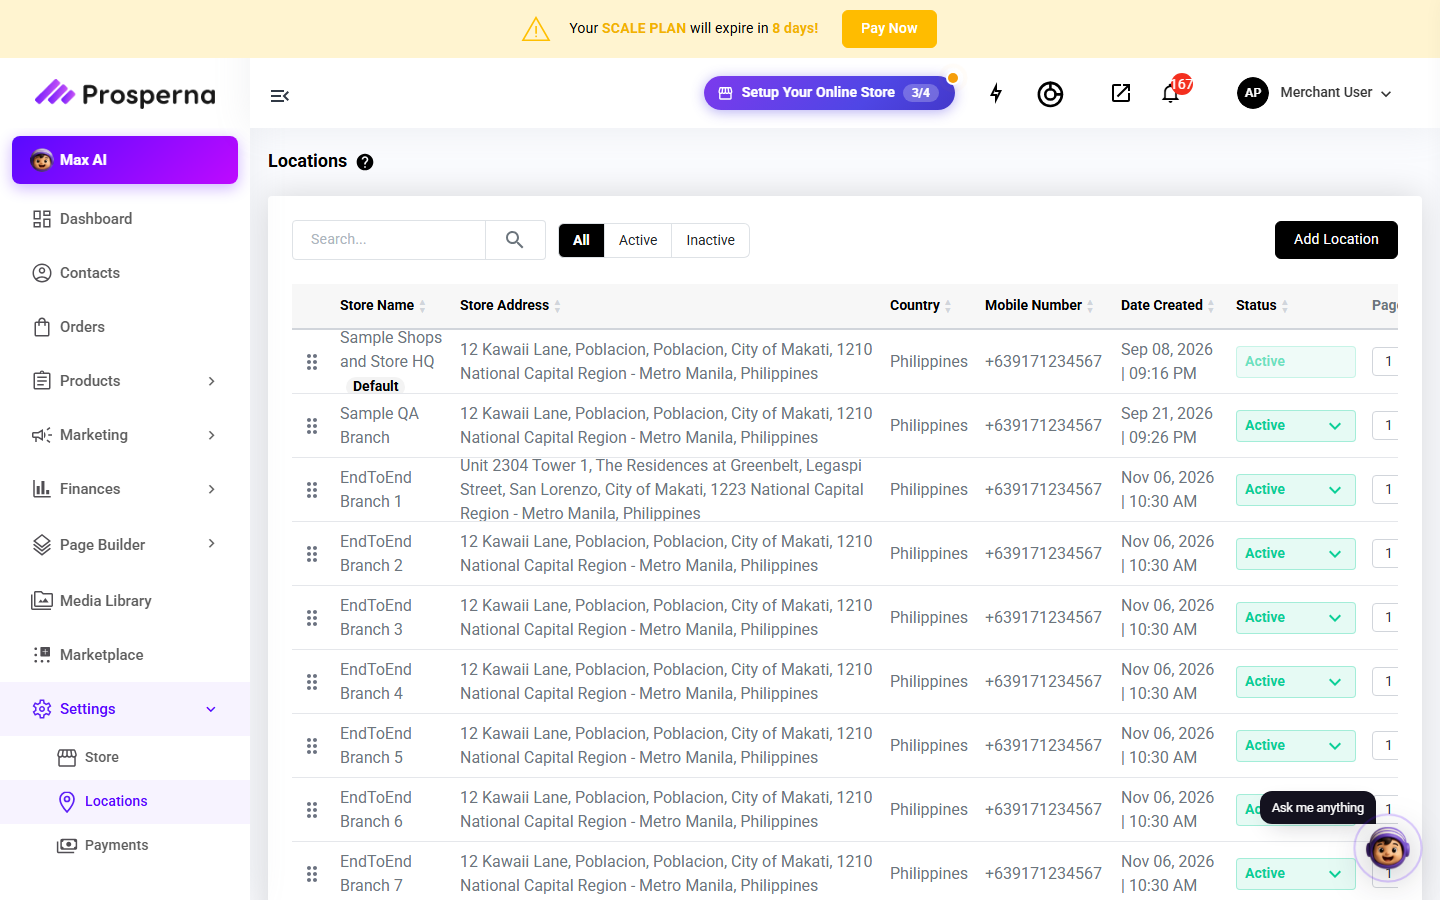 Your SCALE PLAN will expire in 8 days!
Pay Now
Prosperna
Setup Your Online Store 3/4
167
AP
Merchant User
Max AI
Dashboard
Contacts
Orders
Products
Marketing
Finances
Page Builder
Media Library
Marketplace
Settings
Store
Locations
Payments
Locations ?
Search...
All
Active
Inactive
Add Location
Store Name
Store Address
Country
Mobile Number
Date Created
Status
Sample Shops
and Store HQ
Default
12 Kawaii Lane, Poblacion, Poblacion, City of Makati, 1210
National Capital Region - Metro Manila, Philippines
Philippines
+639171234567
Sep 08, 2026
| 09:16 PM
Active
1
Sample QA
Branch
12 Kawaii Lane, Poblacion, Poblacion, City of Makati, 1210
National Capital Region - Metro Manila, Philippines
Philippines
+639171234567
Sep 21, 2026
| 09:26 PM
Active
1
EndToEnd
Branch 1
Unit 2304 Tower 1, The Residences at Greenbelt, Legaspi
Street, San Lorenzo, City of Makati, 1223 National Capital
Region - Metro Manila, Philippines
Philippines
+639171234567
Nov 06, 2026
| 10:30 AM
Active
1
EndToEnd
Branch 2
12 Kawaii Lane, Poblacion, Poblacion, City of Makati, 1210
National Capital Region - Metro Manila, Philippines
Philippines
+639171234567
Nov 06, 2026
| 10:30 AM
Active
1
EndToEnd
Branch 3
12 Kawaii Lane, Poblacion, Poblacion, City of Makati, 1210
National Capital Region - Metro Manila, Philippines
Philippines
+639171234567
Nov 06, 2026
| 10:30 AM
Active
1
EndToEnd
Branch 4
12 Kawaii Lane, Poblacion, Poblacion, City of Makati, 1210
National Capital Region - Metro Manila, Philippines
Philippines
+639171234567
Nov 06, 2026
| 10:30 AM
Active
1
EndToEnd
Branch 5
12 Kawaii Lane, Poblacion, Poblacion, City of Makati, 1210
National Capital Region - Metro Manila, Philippines
Philippines
+639171234567
Nov 06, 2026
| 10:30 AM
Active
1
EndToEnd
Branch 6
12 Kawaii Lane, Poblacion, Poblacion, City of Makati, 1210
National Capital Region - Metro Manila, Philippines
Philippines
+639171234567
Nov 06, 2026
| 10:30 AM
1
Ask me anything
EndToEnd
Branch 7
12 Kawaii Lane, Poblacion, Poblacion, City of Makati, 1210
National Capital Region - Metro Manila, Philippines
Philippines
+639171234567
Nov 06, 2026
| 10:30 AM
Active
1